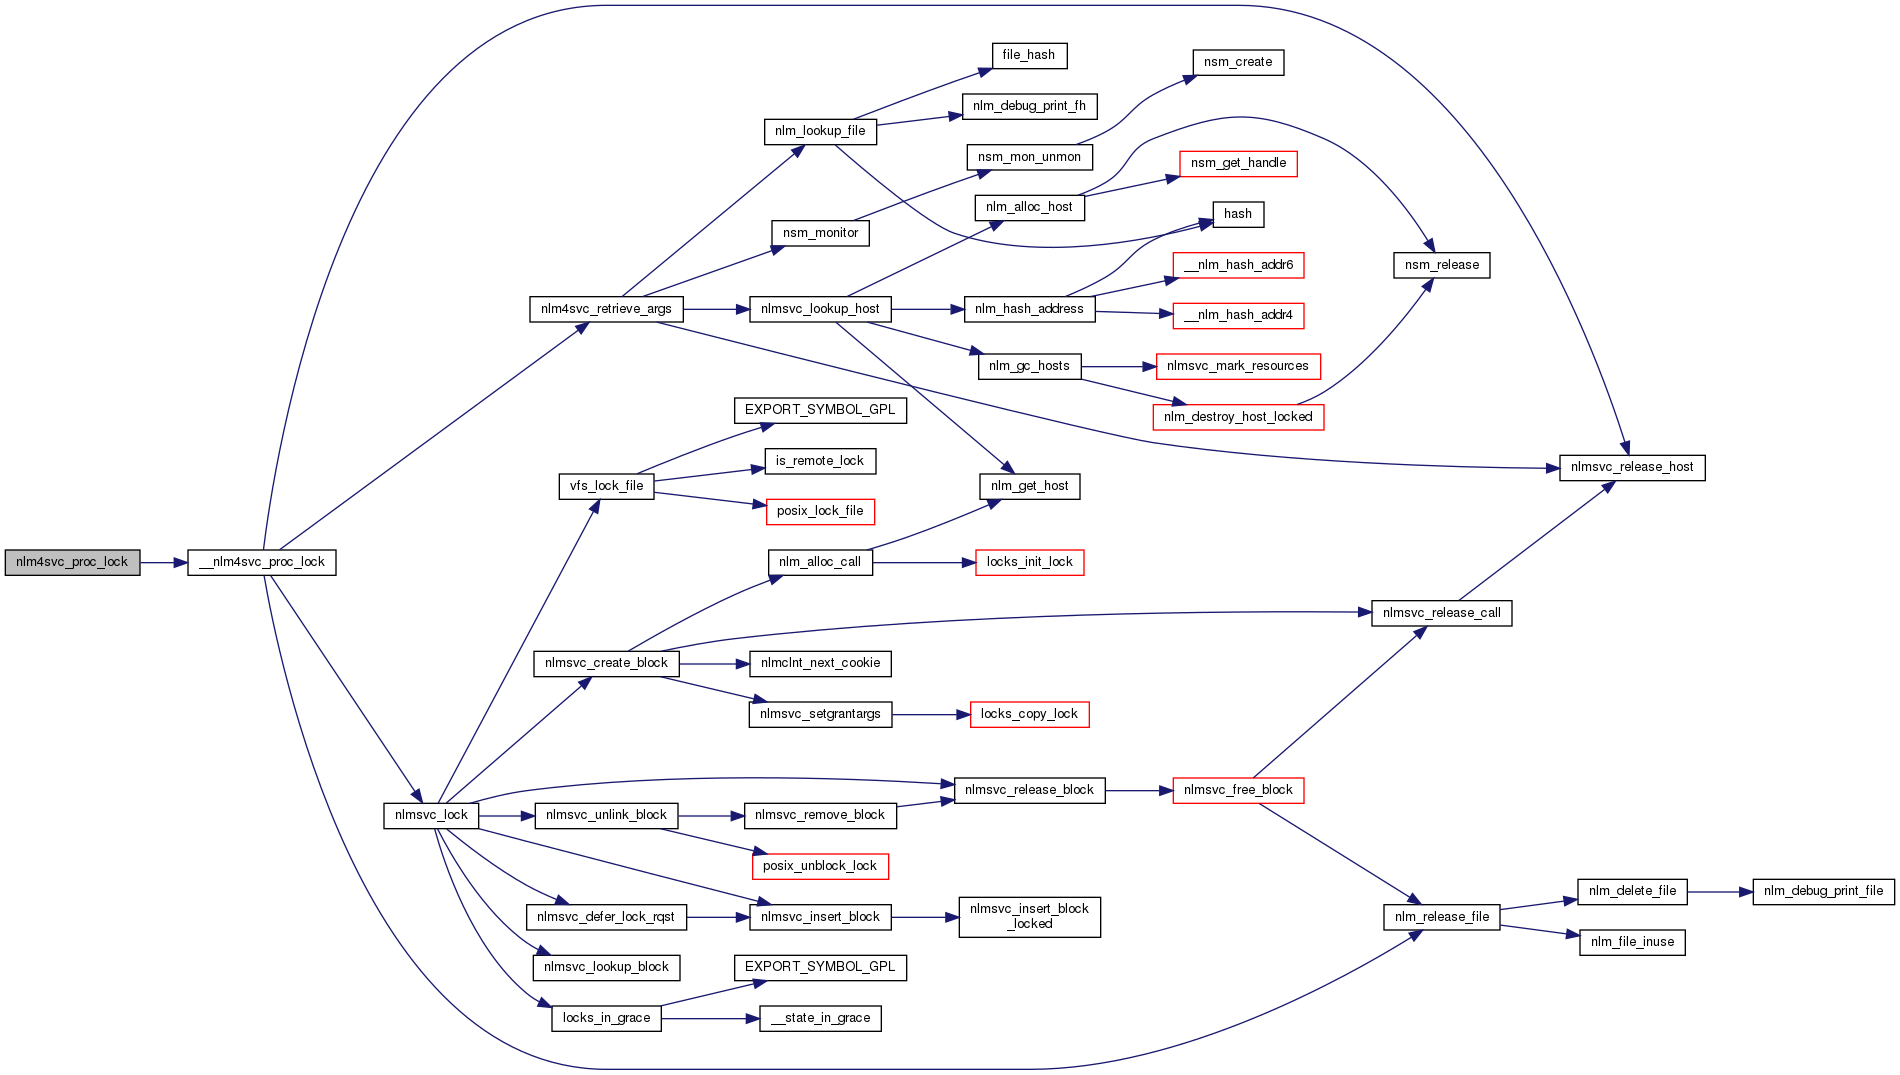 file_hash
nsm_create
nlm_debug_print_fh
nlm_lookup_file
nsm_mon_unmon
nsm_get_handle
nlm_alloc_host
hash
nsm_monitor
__nlm_hash_addr6
nsm_release
nlm4svc_retrieve_args
nlmsvc_lookup_host
nlm_hash_address
__nlm_hash_addr4
nlm_gc_hosts
nlmsvc_mark_resources
EXPORT_SYMBOL_GPL
nlm_destroy_host_locked
is_remote_lock
nlmsvc_release_host
vfs_lock_file
nlm_get_host
posix_lock_file
nlm4svc_proc_lock
__nlm4svc_proc_lock
nlm_alloc_call
locks_init_lock
nlmsvc_release_call
nlmsvc_create_block
nlmclnt_next_cookie
nlmsvc_setgrantargs
locks_copy_lock
nlmsvc_release_block
nlmsvc_free_block
nlmsvc_lock
nlmsvc_unlink_block
nlmsvc_remove_block
posix_unblock_lock
nlm_delete_file
nlm_debug_print_file
nlmsvc_defer_lock_rqst
nlmsvc_insert_block
nlmsvc_insert_block
_locked
nlm_release_file
nlm_file_inuse
nlmsvc_lookup_block
EXPORT_SYMBOL_GPL
locks_in_grace
__state_in_grace